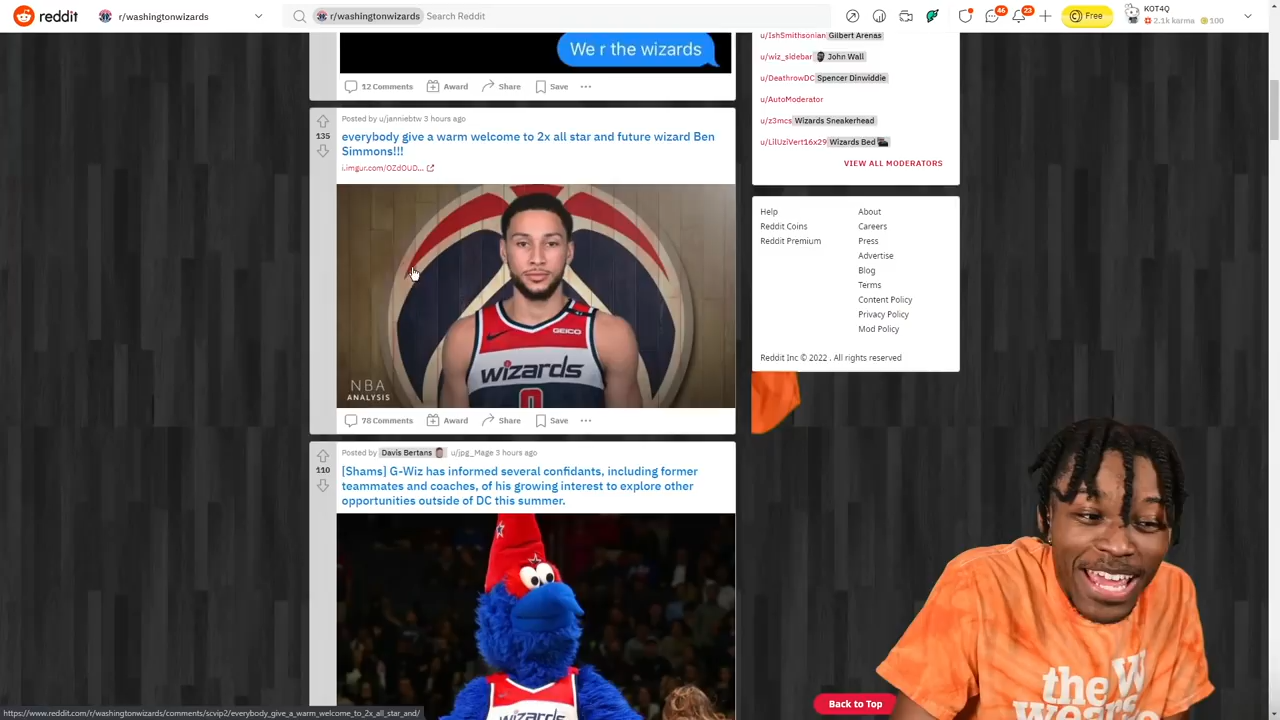 reddit
r/washingtonwizards
r/washingtonwizards Search Reddit
46
23
Free
KOT4Q
2.1k karma 100
We r the wizards
12 Comments Award Share Save
Posted by u/janniebtw 3 hours ago
135
everybody give a warm welcome to 2x all star and future wizard Ben
Simmons!!!
i.imgur.com/OZdOUD...
GEICO
wizards
0
NBA
ANALYSIS
78 Comments Award Share Save
Posted by Davis Bertans u/jpg_Mage 3 hours ago
110
[Shams] G-Wiz has informed several confidants, including former
teammates and coaches, of his growing interest to explore other
opportunities outside of DC this summer.
wizards
u/IshSmithsonian Gilbert Arenas
u/wiz_sidebar John Wall
u/DeathrowDC Spencer Dinwiddie
u/AutoModerator
u/z3mcs Wizards Sneakerhead
u/LilUziVert16x29 Wizards Bed
VIEW ALL MODERATORS
Help
Reddit Coins
Reddit Premium
About
Careers
Press
Advertise
Blog
Terms
Content Policy
Privacy Policy
Mod Policy
Reddit Inc © 2022 . All rights reserved
the W
Back to Top
https://www.reddit.com/r/washingtonwizards/comments/scvip2/everybody_give_a_warm_welcome_to_2x_all_star_and/